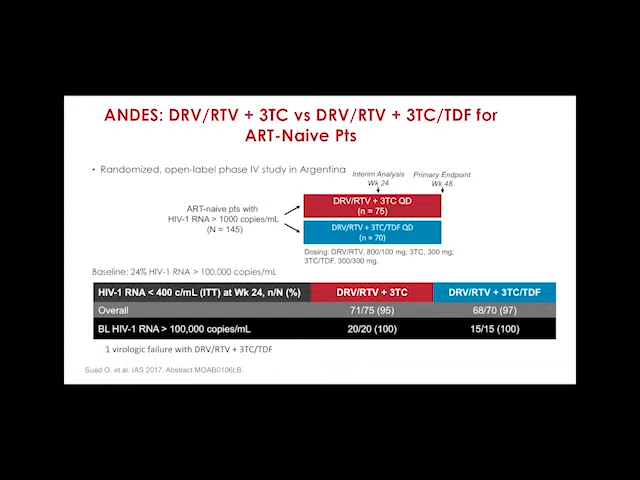 ANDES: DRV/RTV + 3TC vs DRV/RTV + 3TC/TDF for
ART-Naive Pts
• Randomized, open-label phase IV study in Argentina
Interim Analysis
Wk 24
Primary Endpoint
Wk 48
ART-naive pts with
HIV-1 RNA > 1000 copies/mL
(N = 145)
DRV/RTV + 3TC QD
(n = 75)
DRV/RTV + 3TC/TDF QD
(n = 70)
Dosing: DRV/RTV, 800/100 mg; 3TC, 300 mg;
3TC/TDF, 300/300 mg.
Baseline: 24% HIV-1 RNA > 100.000 copies/mL
HIV-1 RNA < 400 c/mL (ITT) at Wk 24, n/N (%) DRV/RTV + 3TC DRV/RTV + 3TC/TDF
Overall 71/75 (95) 68/70 (97)
BL HIV-1 RNA > 100,000 copies/mL 20/20 (100) 15/15 (100)
1 virologic failure with DRV/RTV + 3TC/TDF
Sued O, et al. IAS 2017. Abstract MOAB0106LB.